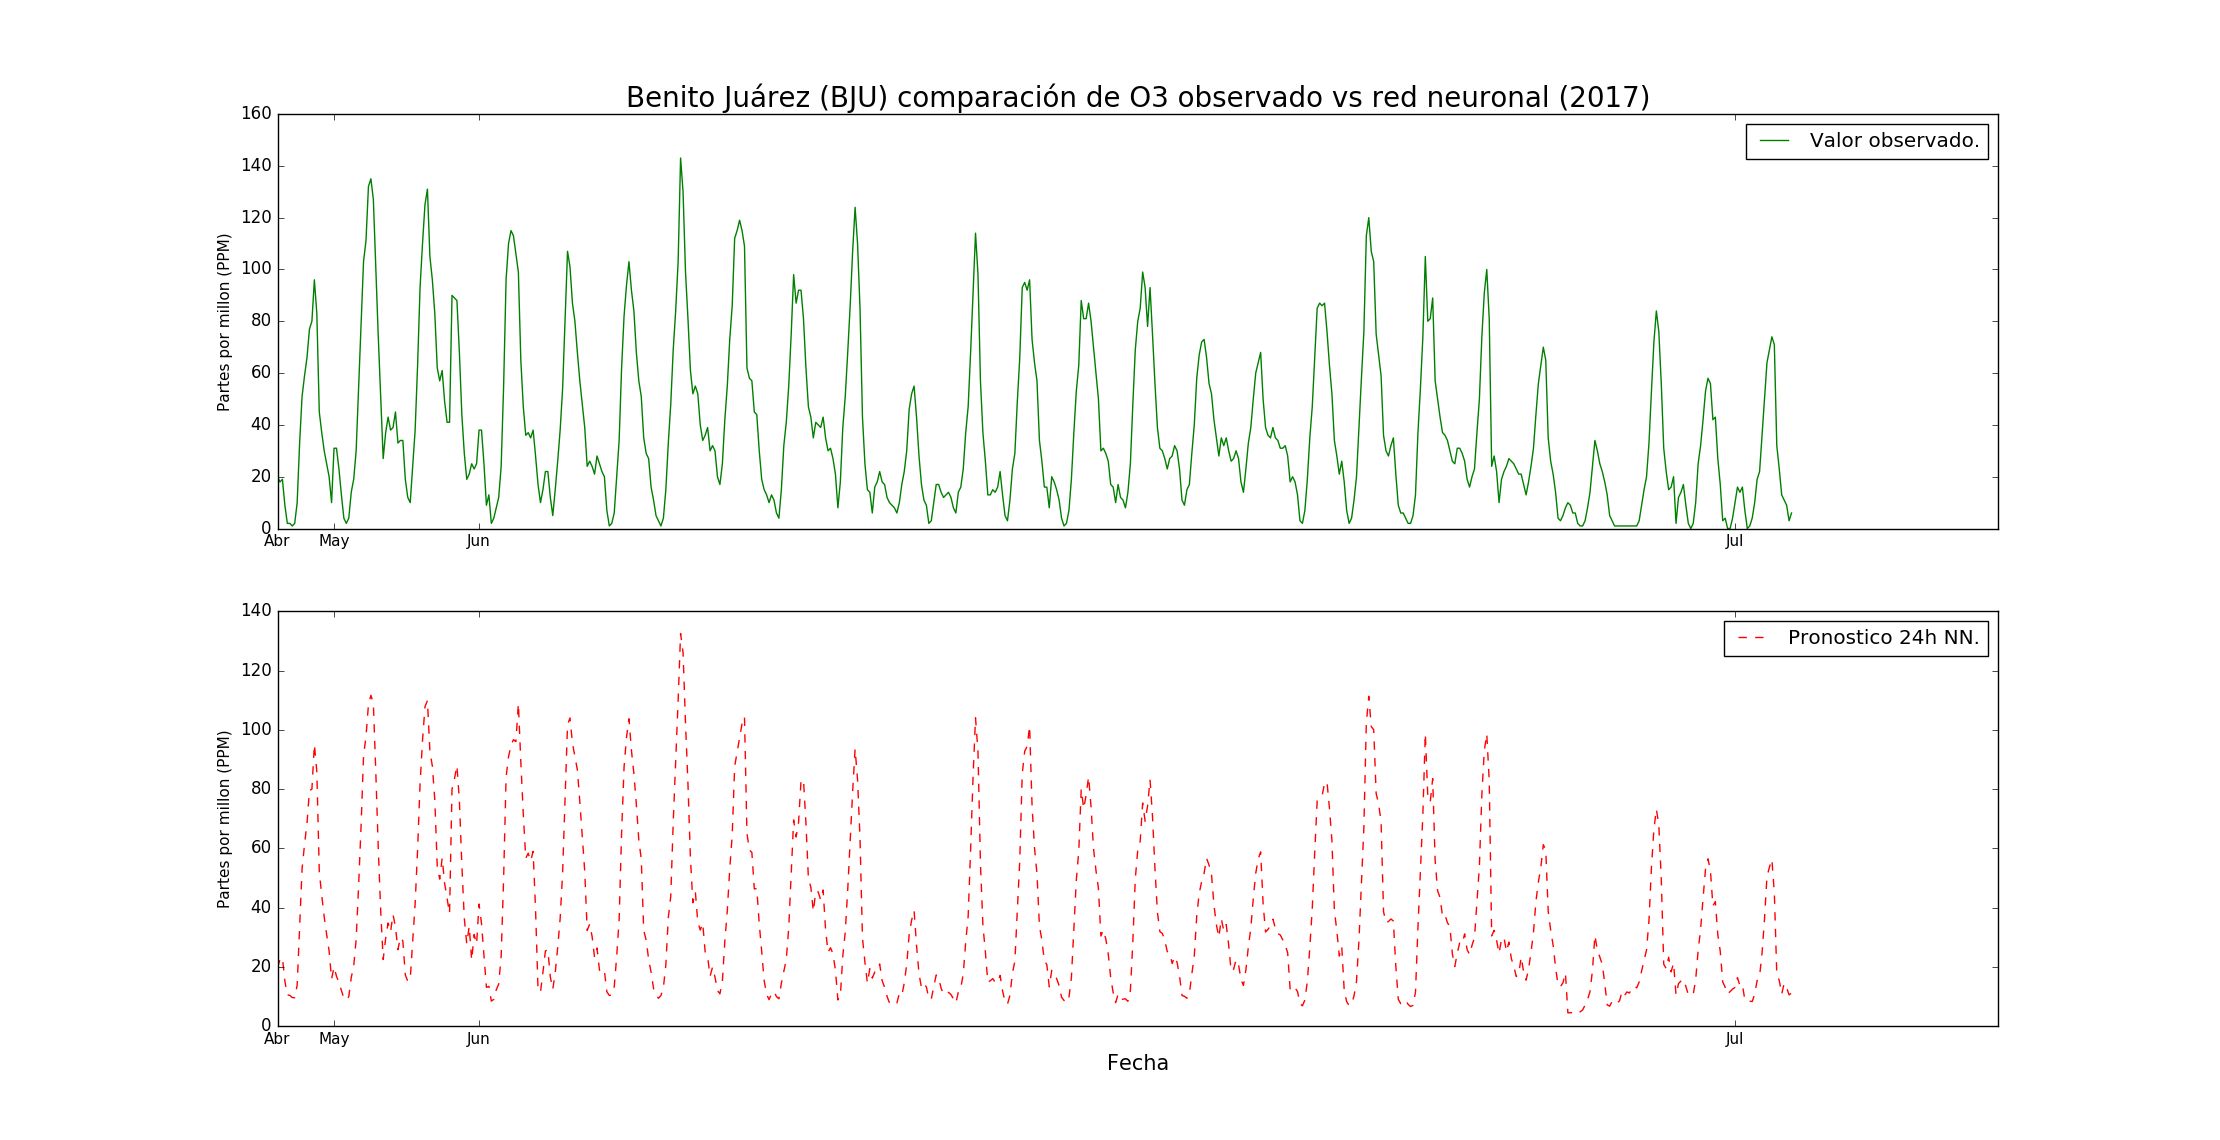 Benito Juárez (BJU) comparación de O3 observado vs red neuronal (2017)
160
140
120
100
80
60
40
20
0
Partes por millon (PPM)
Valor observado.
Abr May Jun Jul
140
120
100
80
60
40
20
0
Partes por millon (PPM)
Pronostico 24h NN.
Abr May Jun Jul
Fecha